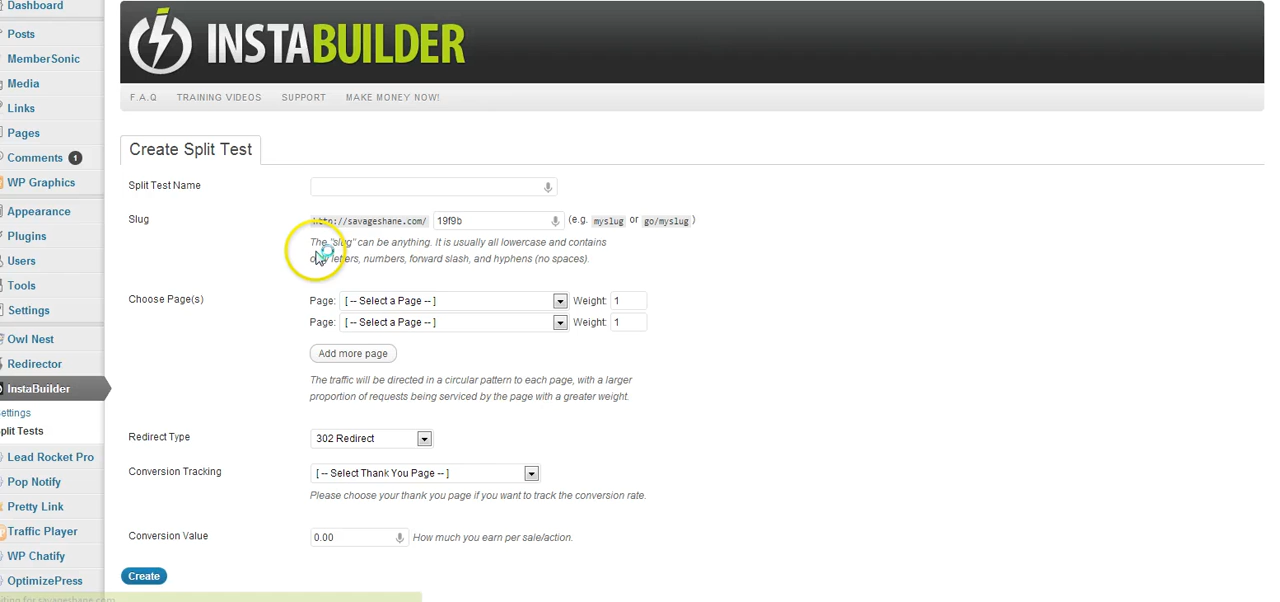 Dashboard
Posts
MemberSonic
Media
Links
Pages
Comments 1
WP Graphics
Appearance
Plugins
Users
Tools
Settings
Owl Nest
Redirector
InstaBuilder
ettings
plit Tests
Lead Rocket Pro
Pop Notify
Pretty Link
Traffic Player
WP Chatify
OptimizePress
INSTABUILDER
F.A.Q TRAINING VIDEOS SUPPORT MAKE MONEY NOW!
Create Split Test
Split Test Name
Slug http://savageshane.com/ 19f9b (e.g. myslug or go/myslug )
The "slug" can be anything. It is usually all lowercase and contains
only letters, numbers, forward slash, and hyphens (no spaces).
Choose Page(s) Page: [ -- Select a Page -- ] Weight: 1
Page: [ -- Select a Page -- ] Weight: 1
Add more page
The traffic will be directed in a circular pattern to each page, with a larger
proportion of requests being serviced by the page with a greater weight.
Redirect Type 302 Redirect
Conversion Tracking [ -- Select Thank You Page -- ]
Please choose your thank you page if you want to track the conversion rate.
Conversion Value 0.00 How much you earn per sale/action.
Create
iting for savageshane.com